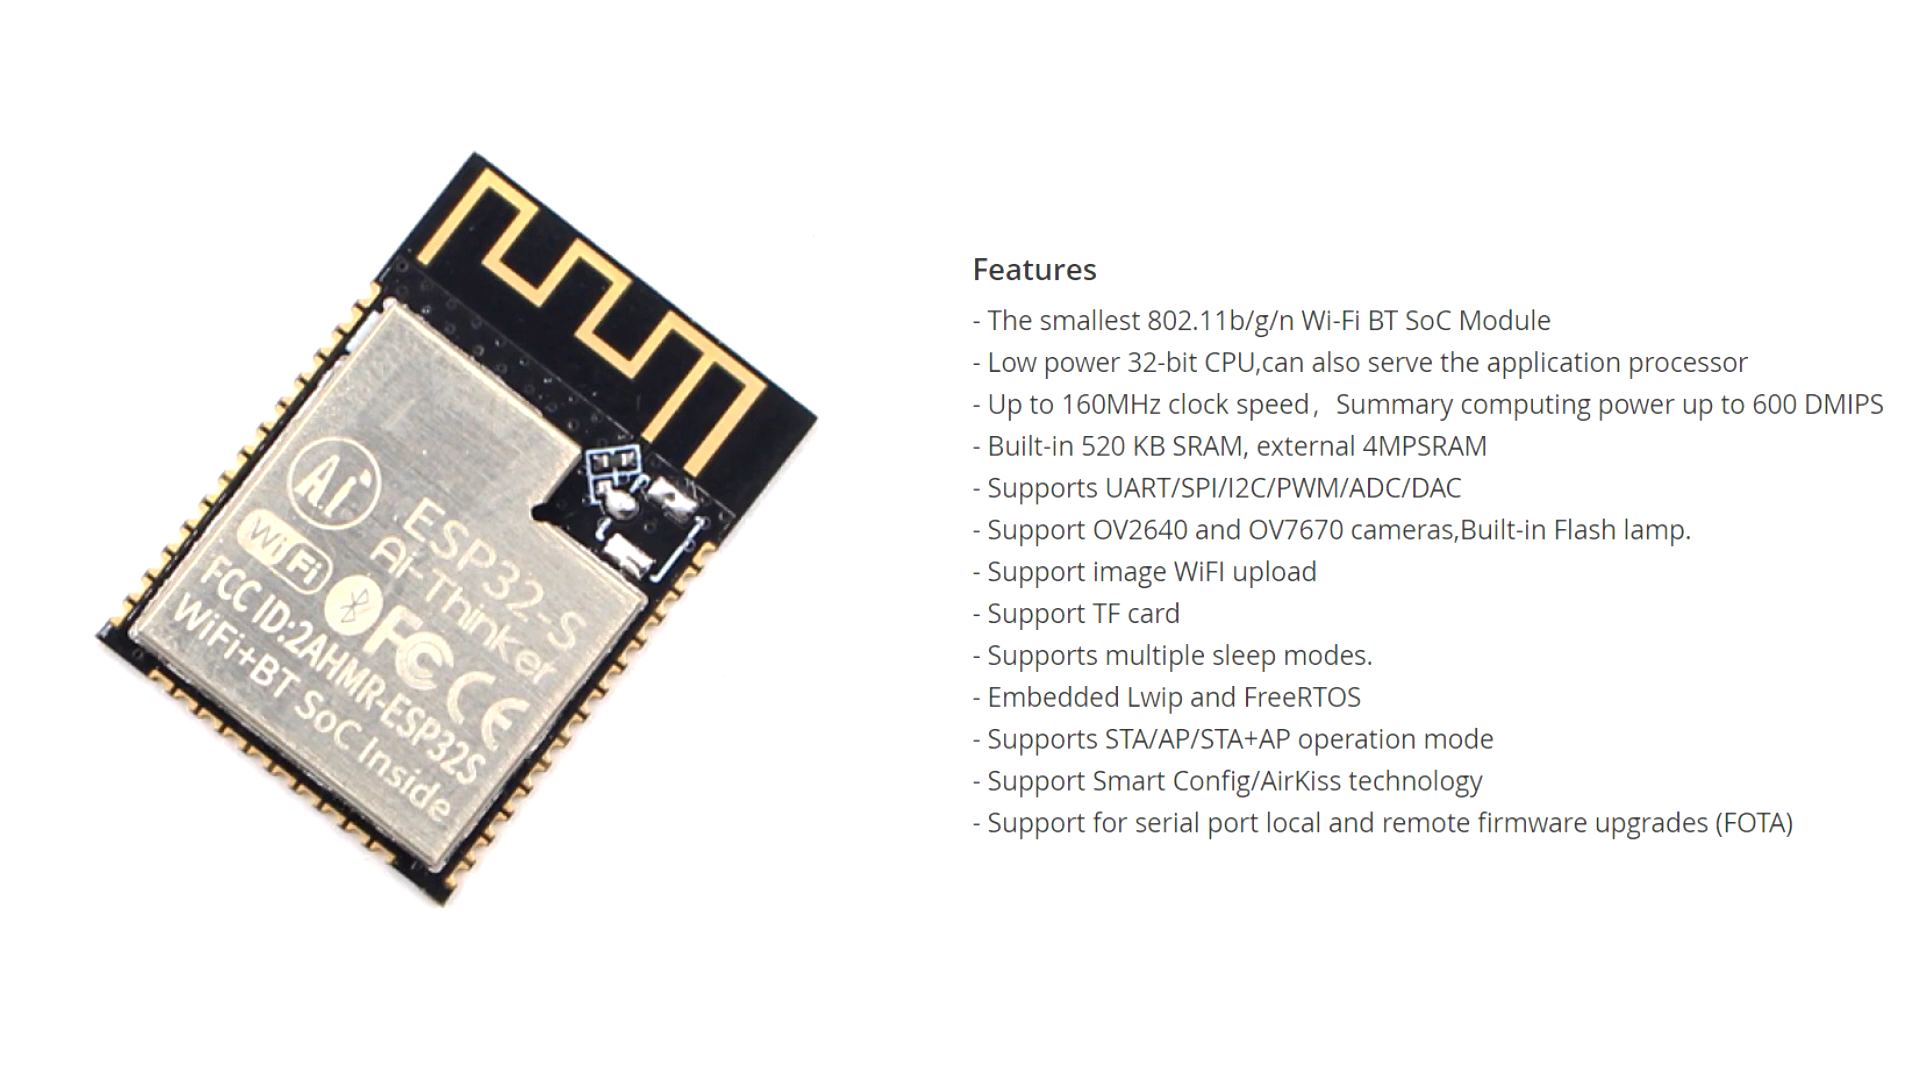 Ai
ESP32-S
Ai-Thinker
WiFi
FC CE
FCC ID:2AHMR-ESP32S
WiFi+BT SoC Inside
Features
- The smallest 802.11b/g/n Wi-Fi BT SoC Module
- Low power 32-bit CPU,can also serve the application processor
- Up to 160MHz clock speed，Summary computing power up to 600 DMIPS
- Built-in 520 KB SRAM, external 4MPSRAM
- Supports UART/SPI/I2C/PWM/ADC/DAC
- Support OV2640 and OV7670 cameras,Built-in Flash lamp.
- Support image WiFI upload
- Support TF card
- Supports multiple sleep modes.
- Embedded Lwip and FreeRTOS
- Supports STA/AP/STA+AP operation mode
- Support Smart Config/AirKiss technology
- Support for serial port local and remote firmware upgrades (FOTA)